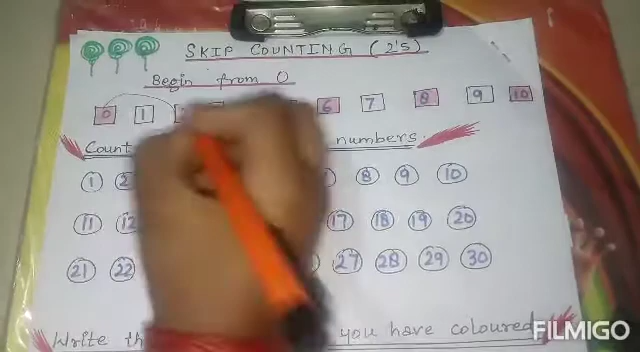 SKIP COUNTING (2'S)
Begin from 0
0 1 6 7 8 9 10
Count numbers.
1 2 8 9 10
11 12 17 18 19 20
21 22 27 28 29 30
Write you have coloured
FILMIGO